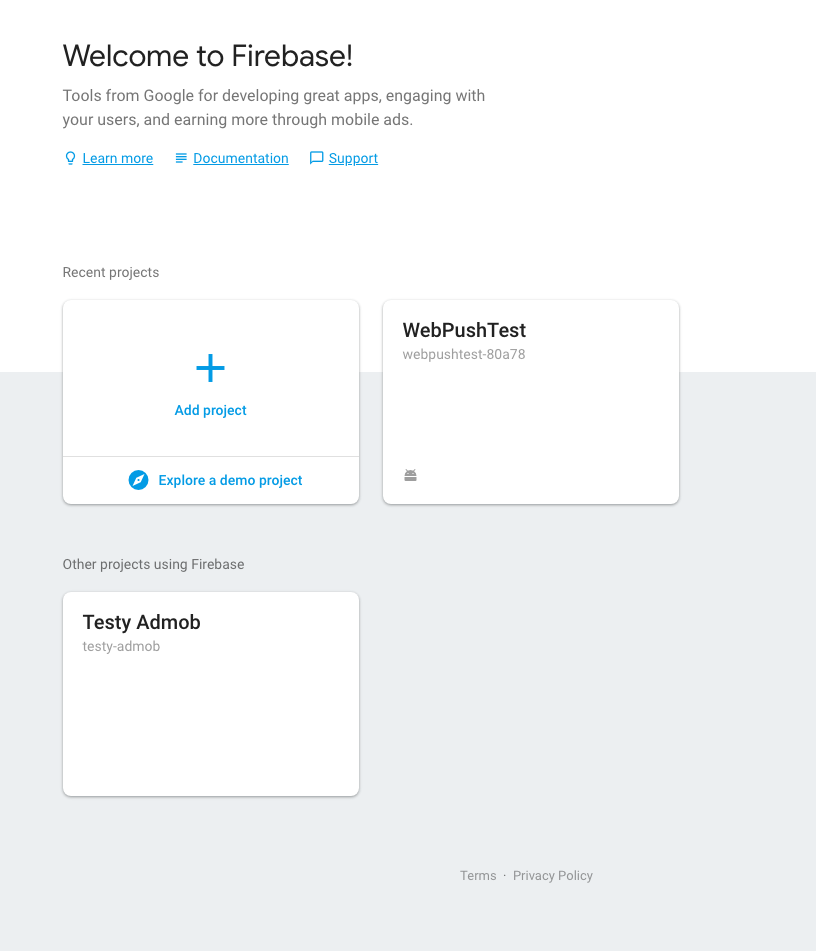 Welcome to Firebase!
Tools from Google for developing great apps, engaging with
your users, and earning more through mobile ads.
Learn more Documentation Support
Recent projects
Add project
Explore a demo project
WebPushTest
webpushtest-80a78
Other projects using Firebase
Testy Admob
testy-admob
Terms · Privacy Policy